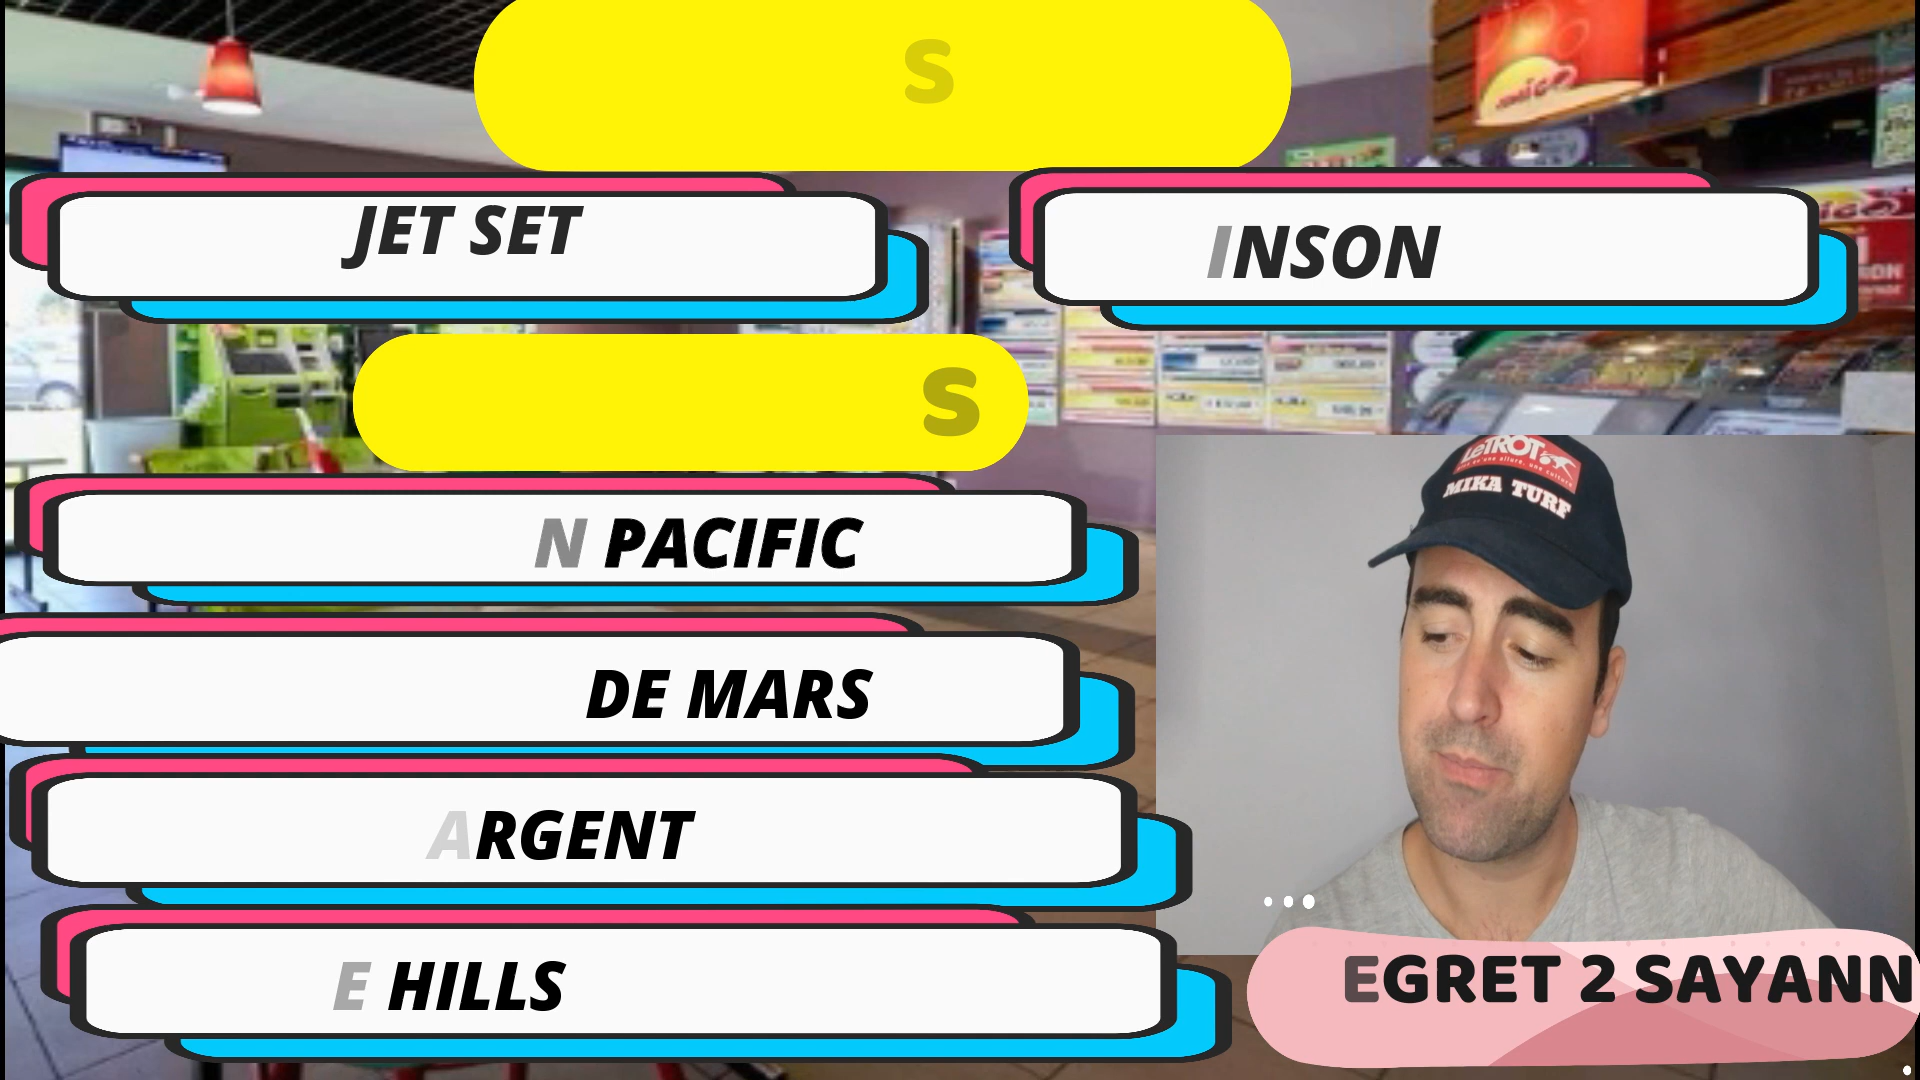 S
JET SET
INSON
S
N PACIFIC
LeTROT
MIKA TURF
DE MARS
ARGENT
E HILLS
EGRET 2 SAYANN